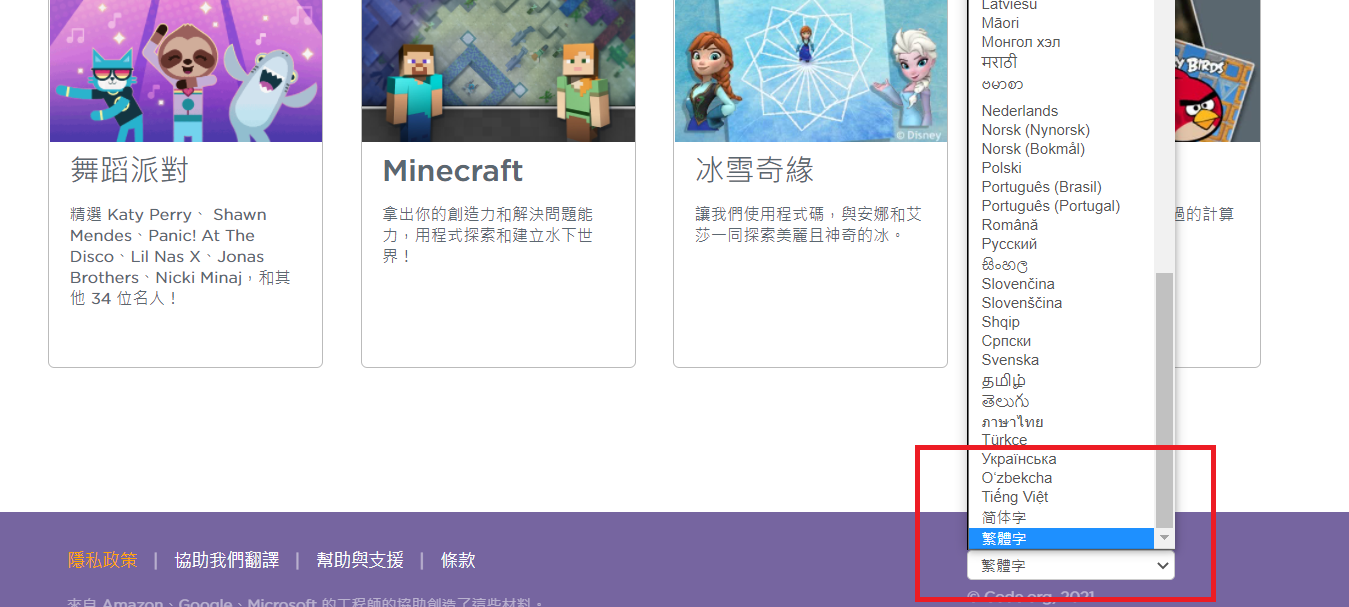 © Disney
Y BIRDS
舞蹈派對
精選 Katy Perry、 Shawn
Mendes、Panic! At The
Disco、Lil Nas X、Jonas
Brothers、Nicki Minaj，和其
他 34 位名人！
Minecraft
拿出你的創造力和解決問題能
力，用程式探索和建立水下世
界！
冰雪奇緣
讓我們使用程式碼，與安娜和艾
莎一同探索美麗且神奇的冰。
過的計算
Latviešu
Māori
Монгол хэл
मराठी
ဗမာစာ
Nederlands
Norsk (Nynorsk)
Norsk (Bokmål)
Polski
Português (Brasil)
Português (Portugal)
Română
Русский
සිංහල
Slovenčina
Slovenščina
Shqip
Српски
Svenska
தமிழ்
తెలుగు
ภาษาไทย
Türkçe
Українська
O'zbekcha
Tiếng Việt
简体字
繁體字
繁體字
隱私政策 | 協助我們翻譯 | 幫助與支援 | 條款
來自 Amazon、Google、Microsoft 的工程師的協助創造了這些材料。
© Code.org, 2021